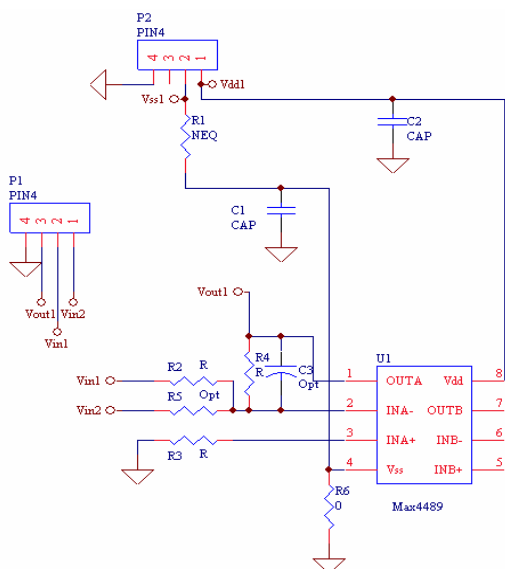 P2
PIN4
4 3 2 1
Vss1
Vdd1
R1
NEQ
C2
CAP
P1
PIN4
4 3 2 1
C1
CAP
Vout1
Vin2
Vin1
Vout1
R4
R
C3
Opt
U1
Vin1
R2
R
Opt
Vin2
R5
R3
R
1
OUTA
Vdd
8
2
INA-
OUTB
7
3
INA+
INB-
6
4
Vss
INB+
5
R6
0
Max4489